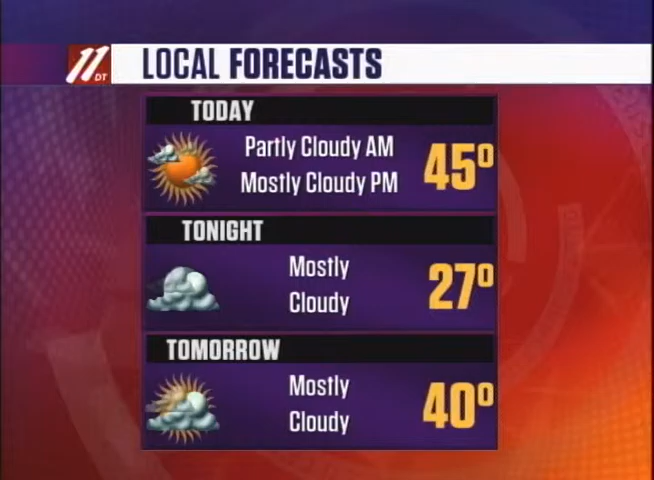 11 DT
LOCAL FORECASTS
TODAY
Partly Cloudy AM
Mostly Cloudy PM
45°
TONIGHT
Mostly
Cloudy
27°
TOMORROW
Mostly
Cloudy
40°